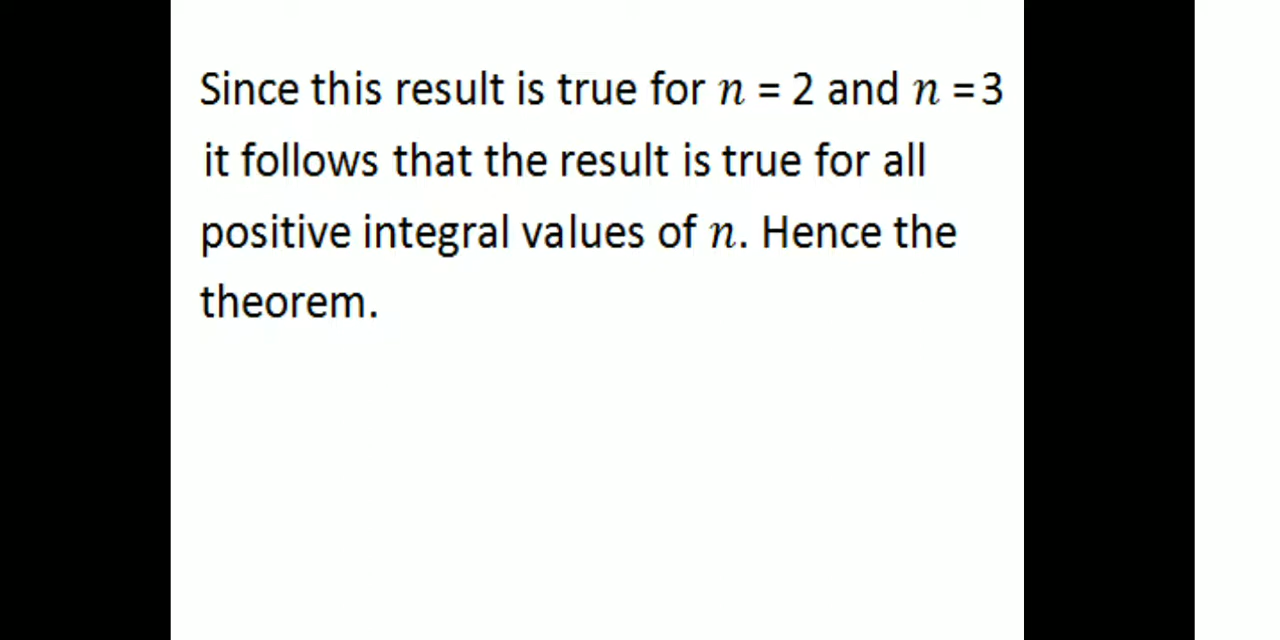 Since this result is true for n = 2 and n =3
it follows that the result is true for all
positive integral values of n. Hence the
theorem.